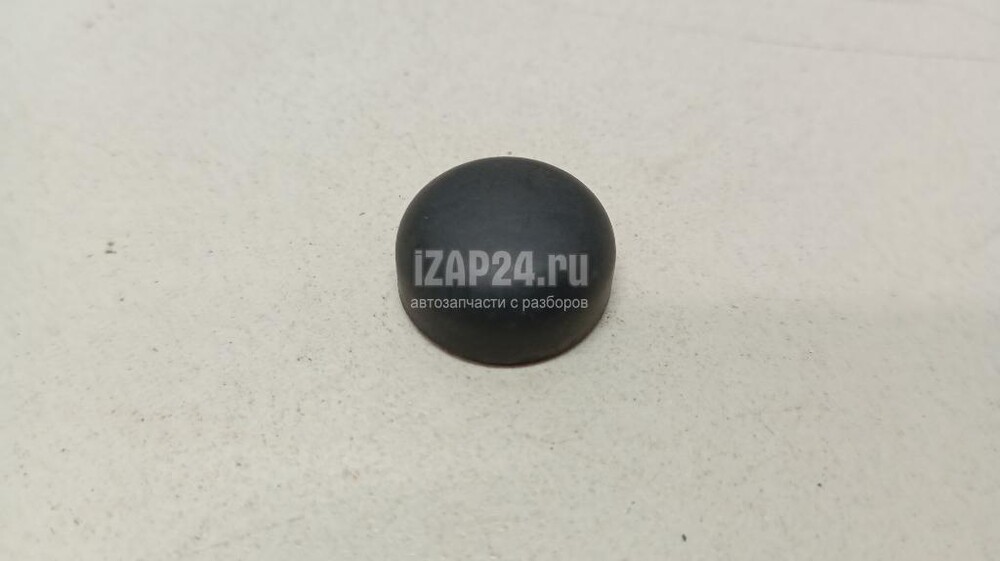 iZAP24.ru
автозапчасти с разборов